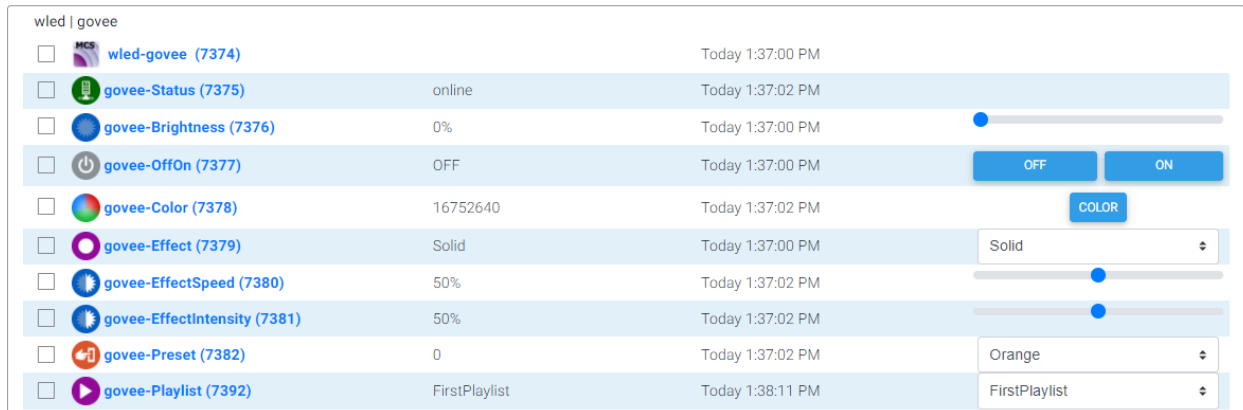 wled | govee
MCS
wled-govee (7374) Today 1:37:00 PM
govee-Status (7375) online Today 1:37:02 PM
govee-Brightness (7376) 0% Today 1:37:00 PM
govee-OffOn (7377) OFF Today 1:37:00 PM OFF ON
govee-Color (7378) 16752640 Today 1:37:02 PM COLOR
govee-Effect (7379) Solid Today 1:37:00 PM Solid
govee-EffectSpeed (7380) 50% Today 1:37:02 PM
govee-EffectIntensity (7381) 50% Today 1:37:02 PM
govee-Preset (7382) 0 Today 1:37:02 PM Orange
govee-Playlist (7392) FirstPlaylist Today 1:38:11 PM FirstPlaylist